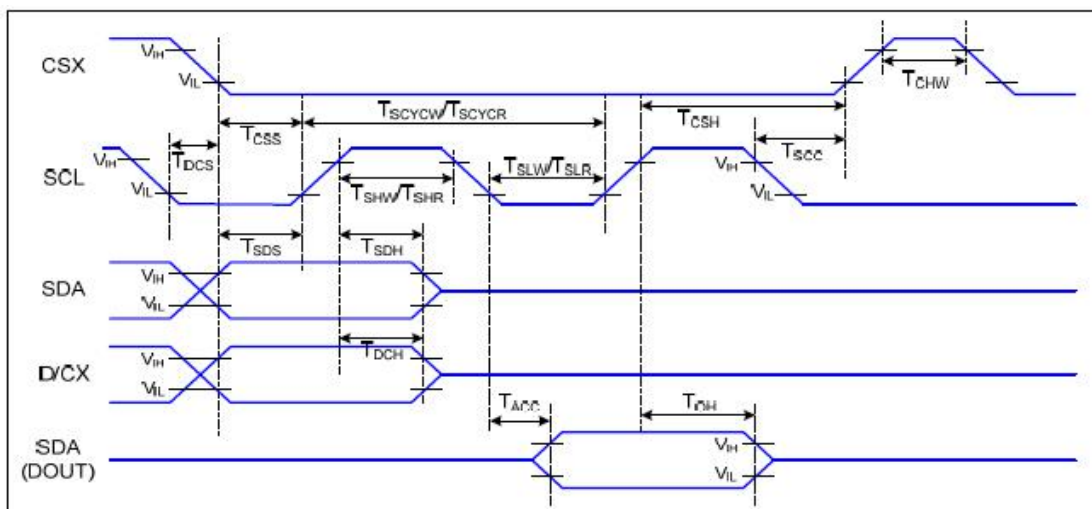 CSX
VIH
VIL
TCHW
TSCYCW/TSCYCR
TCSS
TCSH
TDCS
TSCC
SCL
VIH
VIL
TSHW/TSHR
TSLW/TSLR
VIH
VIL
TSDS
TSDH
SDA
VIH
VIL
TDCH
D/CX
VIH
VIL
TACC
TOH
SDA
(DOUT)
VIH
VIL